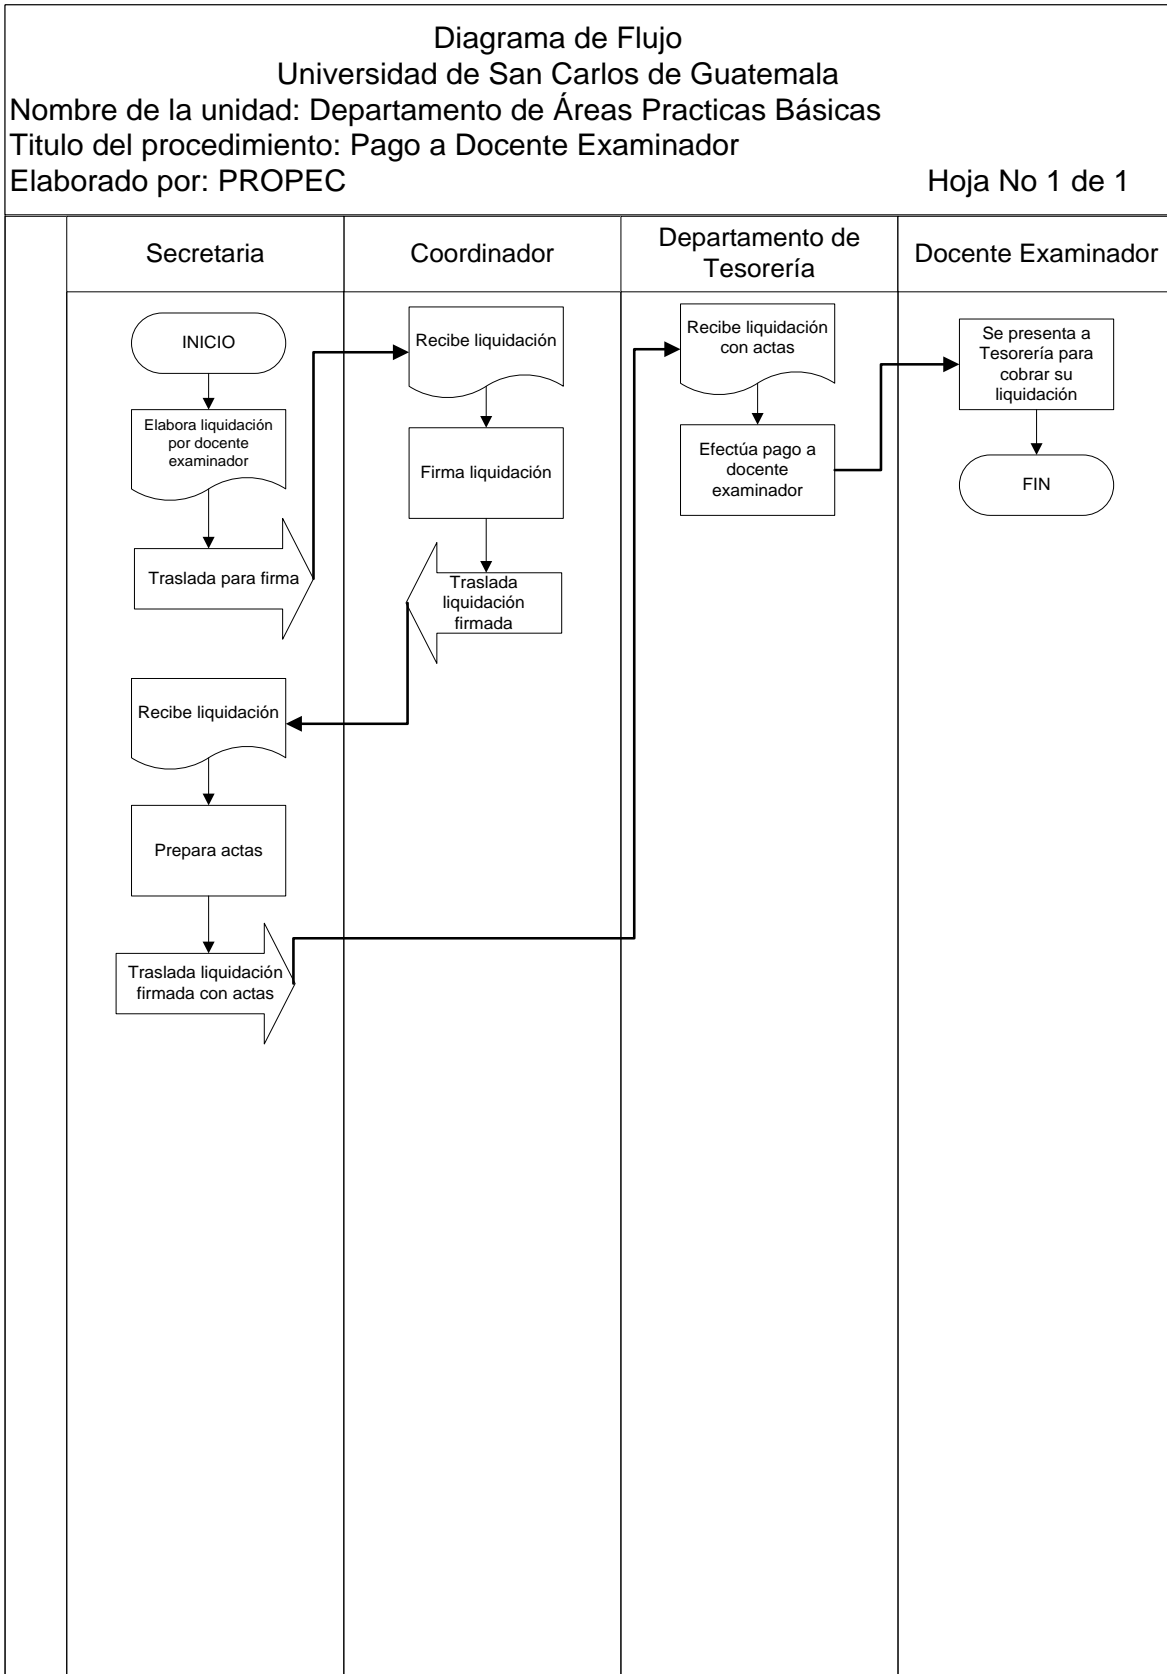 Diagrama de Flujo
Universidad de San Carlos de Guatemala
Nombre de la unidad: Departamento de Áreas Practicas Básicas
Titulo del procedimiento: Pago a Docente Examinador
Elaborado por: PROPEC
Hoja No 1 de 1
Secretaria
Coordinador
Departamento de
Tesorería
Docente Examinador
INICIO
Elabora liquidación
por docente
examinador
Traslada para firma
Recibe liquidación
Firma liquidación
Traslada
liquidación
firmada
Recibe liquidación
Prepara actas
Traslada liquidación
firmada con actas
Recibe liquidación
con actas
Efectúa pago a
docente
examinador
Se presenta a
Tesorería para
cobrar su
liquidación
FIN